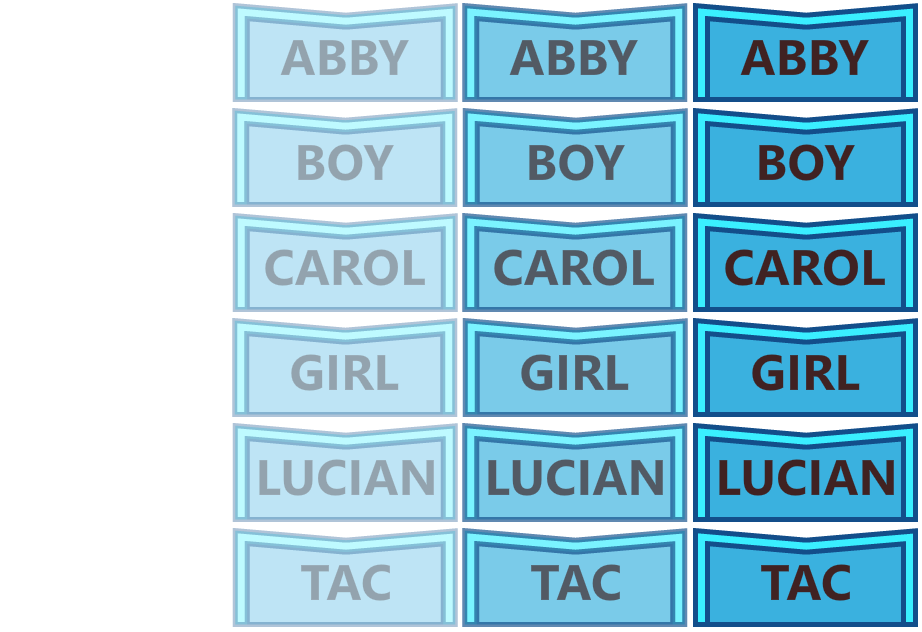 ABBY ABBY ABBY
BOY BOY BOY
CAROL CAROL CAROL
GIRL GIRL GIRL
LUCIAN LUCIAN LUCIAN
TAC TAC TAC